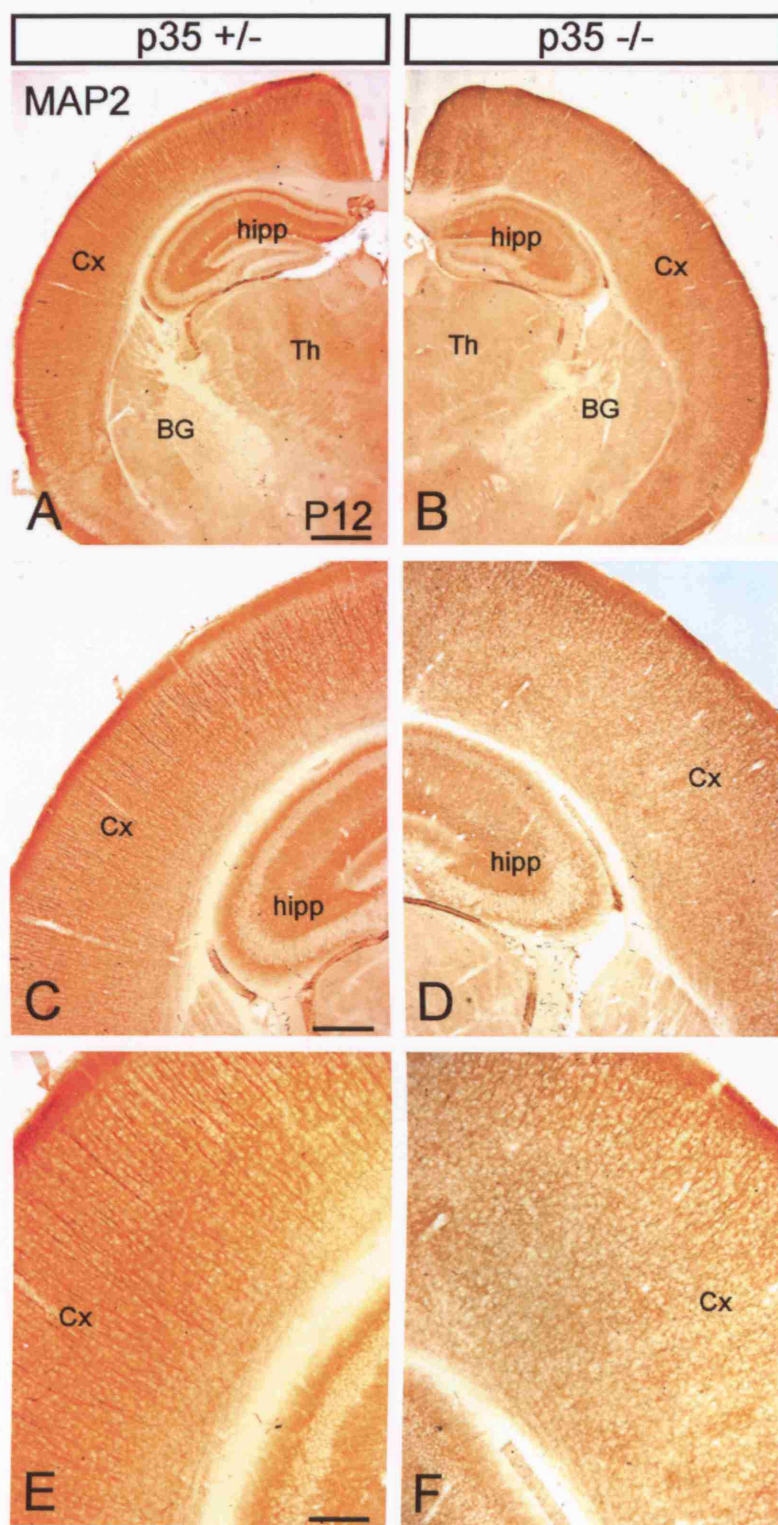 p35 +/-
p35 -/-
MAP2
hipp
Cx
Th
BG
A
P12
hipp
Cx
Th
BG
B
Cx
hipp
C
Cx
hipp
D
Cx
E
Cx
F